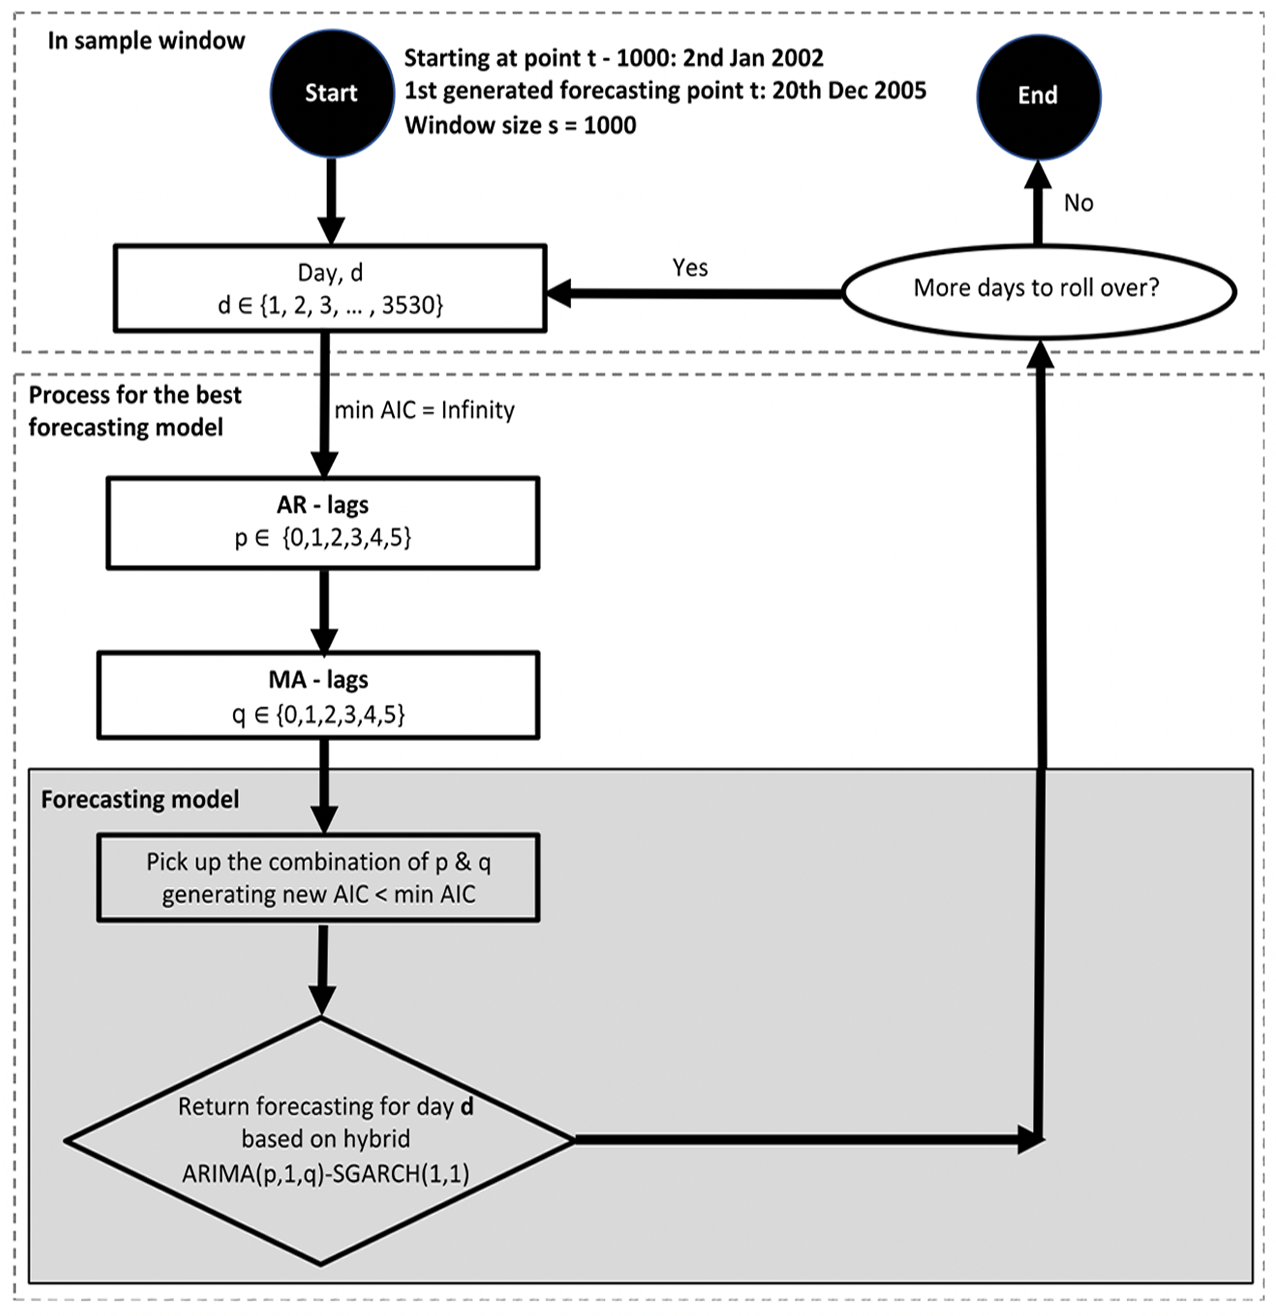 In sample window
Start
Starting at point t - 1000: 2nd Jan 2002
1st generated forecasting point t: 20th Dec 2005
Window size s = 1000
End
No
Day, d
d ∈ {1, 2, 3, ... , 3530}
Yes
More days to roll over?
Process for the best
forecasting model
min AIC = Infinity
AR - lags
p ∈ {0,1,2,3,4,5}
MA - lags
q ∈ {0,1,2,3,4,5}
Forecasting model
Pick up the combination of p & q
generating new AIC < min AIC
Return forecasting for day d
based on hybrid
ARIMA(p,1,q)-SGARCH(1,1)